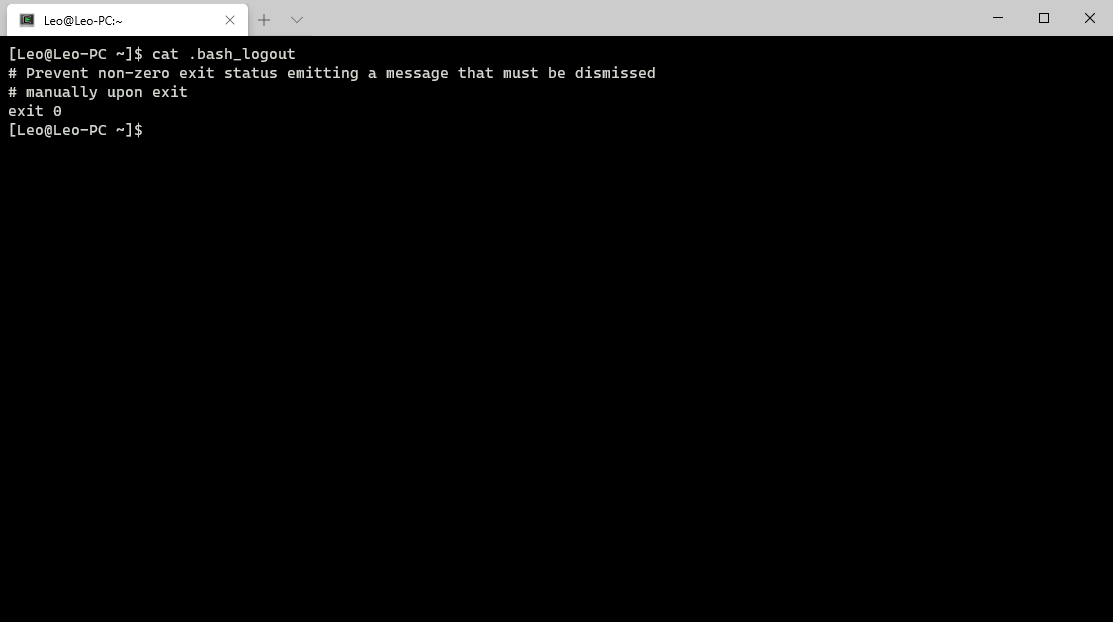 Leo@Leo-PC:~
[Leo@Leo-PC ~]$ cat .bash_logout
# Prevent non-zero exit status emitting a message that must be dismissed
# manually upon exit
exit 0
[Leo@Leo-PC ~]$